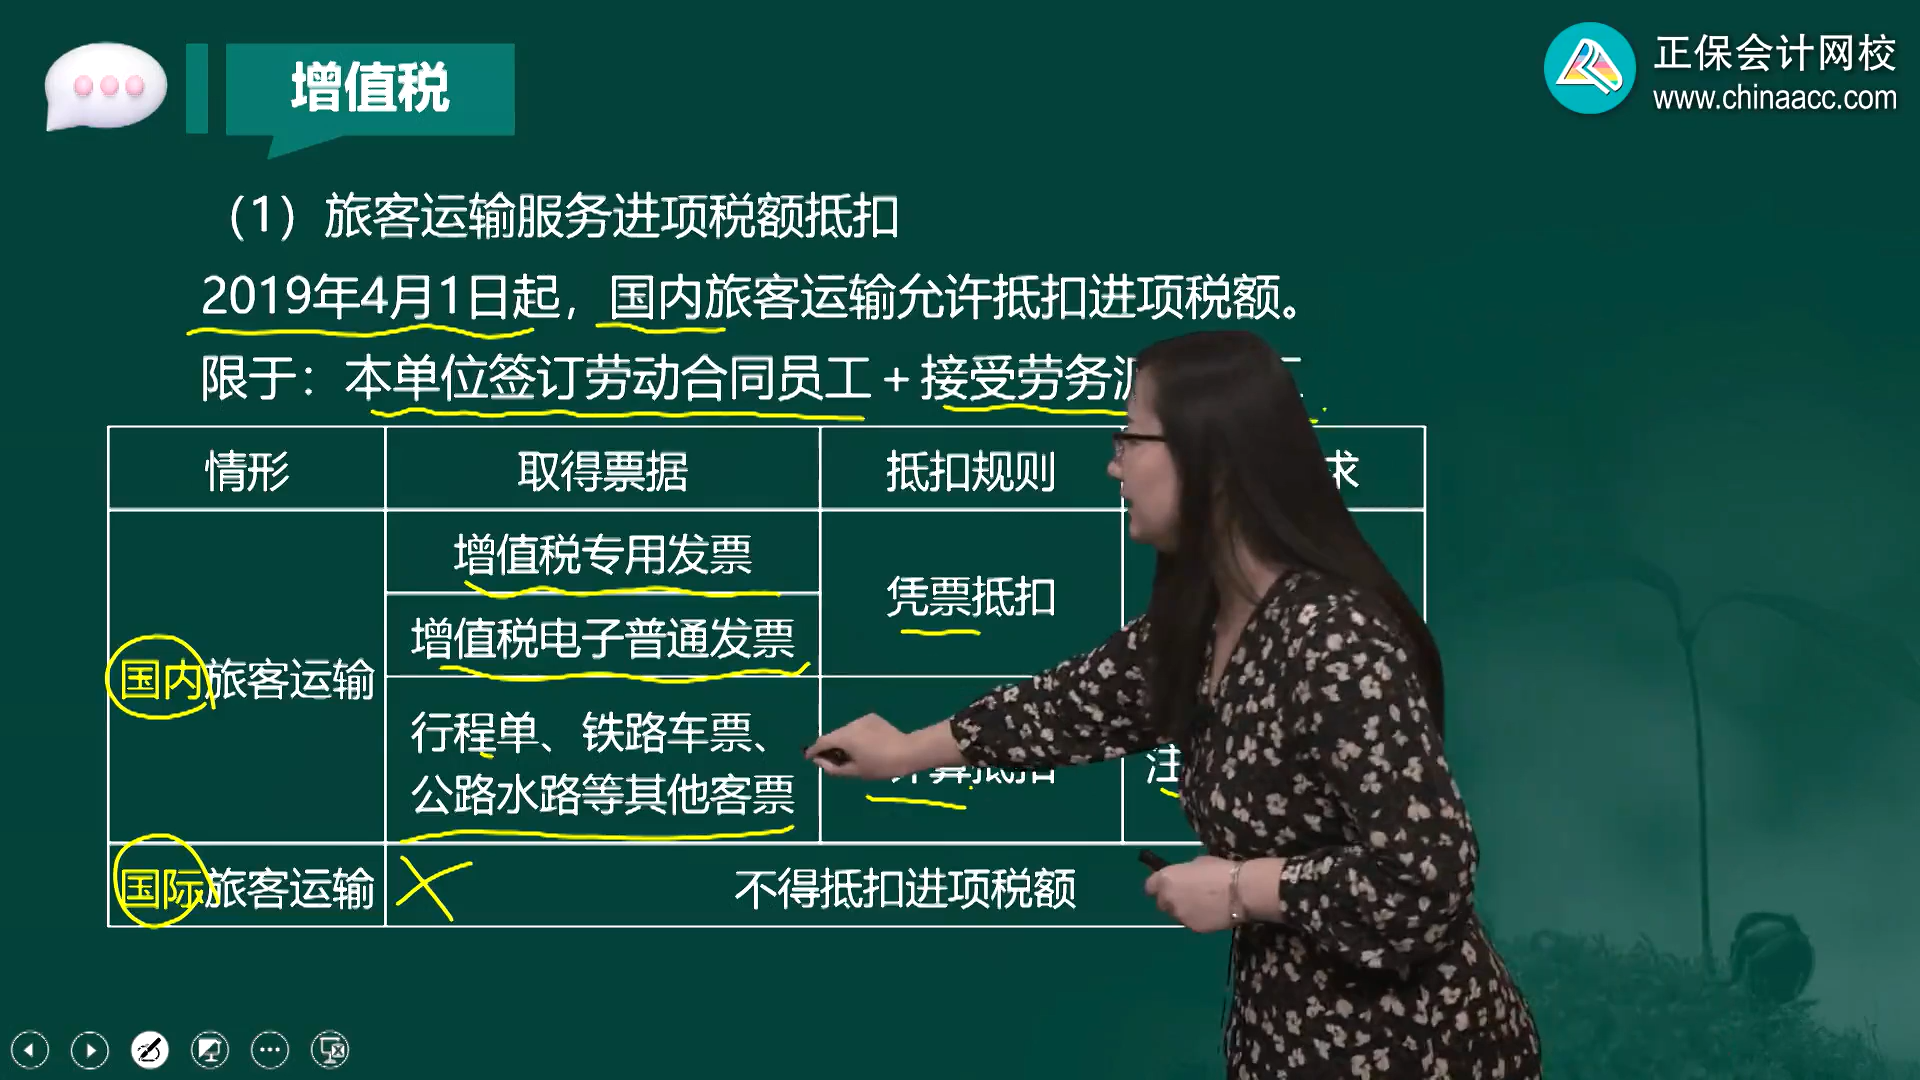 增值税
正保会计网校
www.chinaacc.com
（1）旅客运输服务进项税额抵扣
2019年4月1日起，国内旅客运输允许抵扣进项税额。
限于：本单位签订劳动合同员工＋接受劳务
情形 取得票据 抵扣规则 求
国内旅客运输
增值税专用发票
增值税电子普通发票
凭票抵扣
行程单、铁路车票、
公路水路等其他客票
计算抵扣 注
国际旅客运输 不得抵扣进项税额